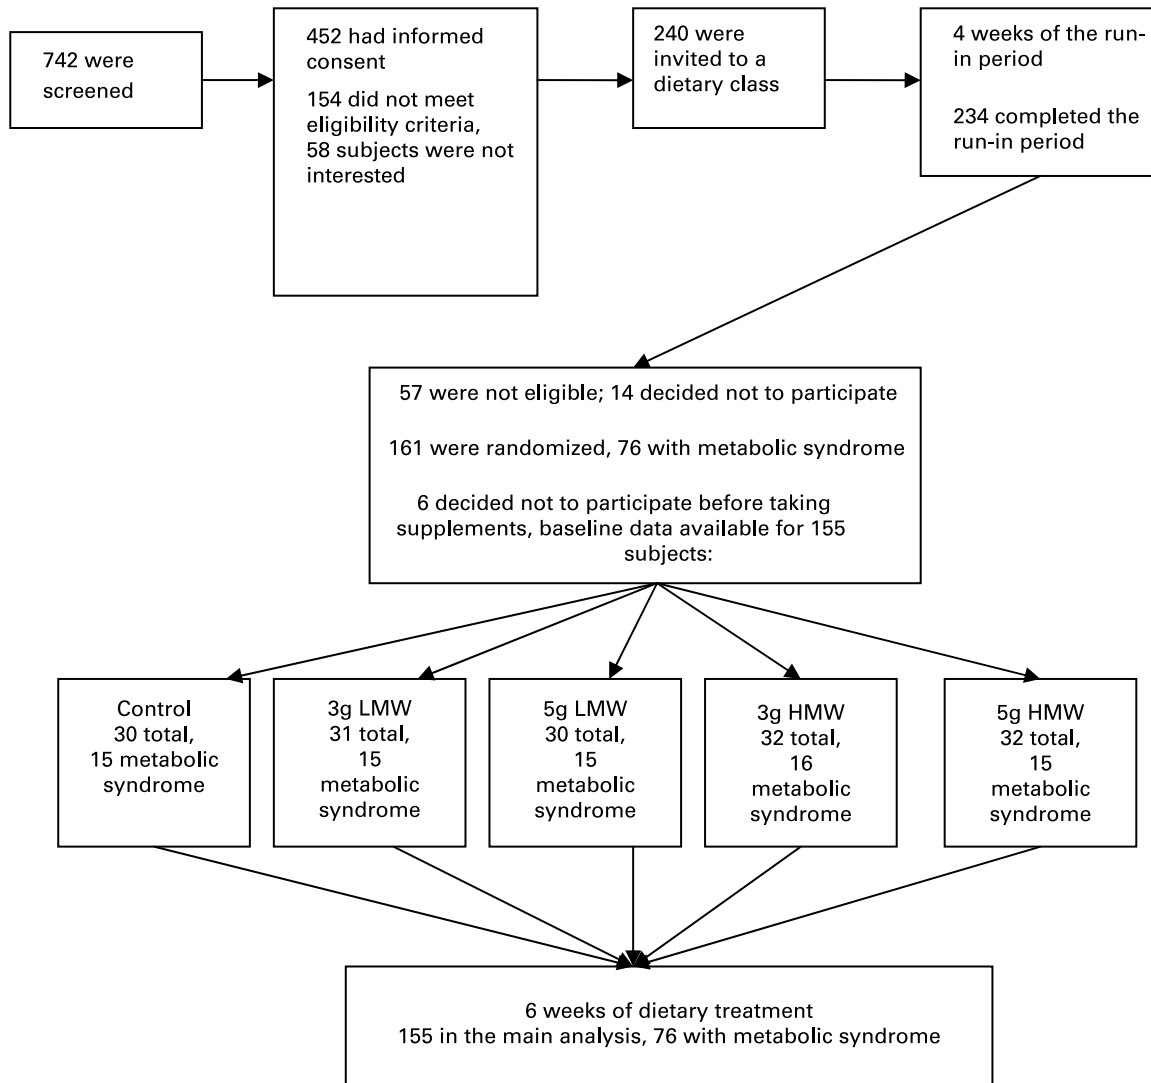 742 were
screened
452 had informed
consent
154 did not meet
eligibility criteria,
58 subjects were not
interested
240 were
invited to a
dietary class
4 weeks of the run-
in period
234 completed the
run-in period
57 were not eligible; 14 decided not to participate
161 were randomized, 76 with metabolic syndrome
6 decided not to participate before taking
supplements, baseline data available for 155
subjects:
Control
30 total,
15 metabolic
syndrome
3g LMW
31 total,
15
metabolic
syndrome
5g LMW
30 total,
15
metabolic
syndrome
3g HMW
32 total,
16
metabolic
syndrome
5g HMW
32 total,
15
metabolic
syndrome
6 weeks of dietary treatment
155 in the main analysis, 76 with metabolic syndrome